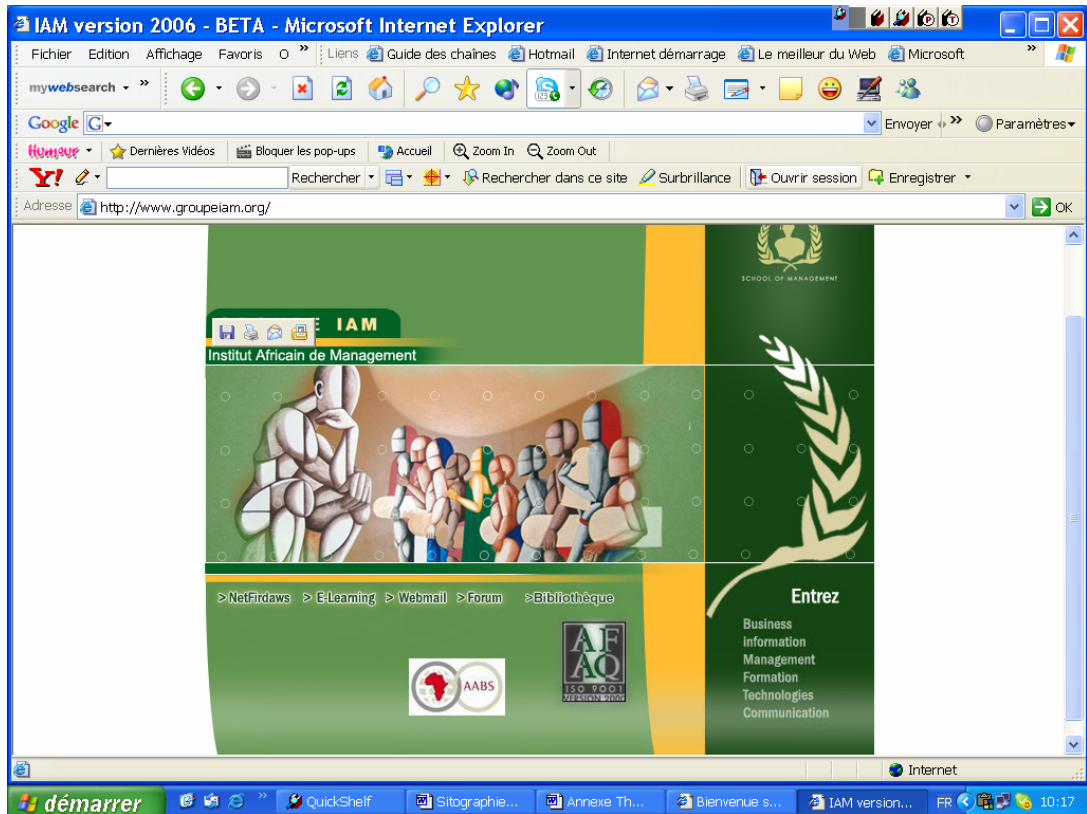 IAM version 2006 - BETA - Microsoft Internet Explorer
Fichier Edition Affichage Favoris O » Liens Guide des chaînes Hotmail Internet démarrage Le meilleur du Web Microsoft »
mywebsearch »
Google G Envoyer » Paramètres
Humour Dernières Vidéos Bloquer les pop-ups Accueil Zoom In Zoom Out
Y! Rechercher Rechercher dans ce site Surbrillance Ouvrir session Enregistrer
Adresse http://www.groupeiam.org/ OK
SCHOOL OF MANAGEMENT
E IAM
Institut Africain de Management
>NetFirdaws > E-Learning > Webmail >Forum >Bibliothèque
AABS
AF
AQ
ISO 9001
VERSION 2000
Entrez
Business
information
Management
Formation
Technologies
Communication
Internet
démarrer » QuickShelf Sitographie... Annexe Th... Bienvenue s... IAM version... FR 10:17